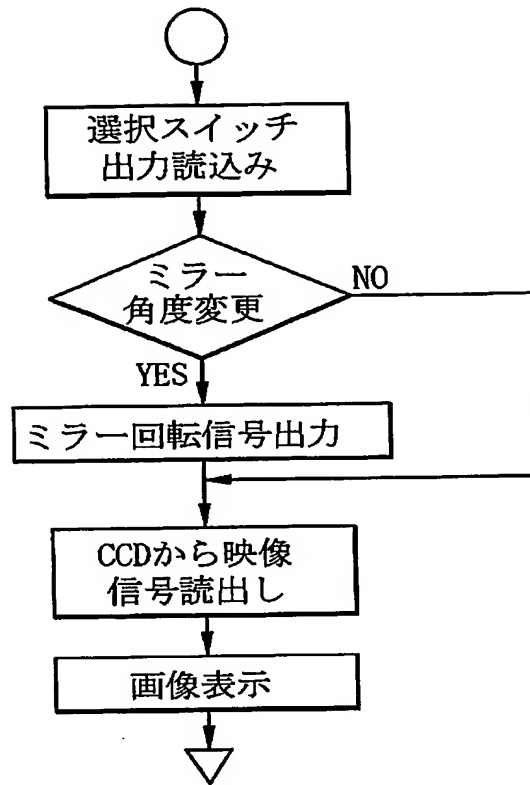 選択スイッチ
出力読込み
ミラー
角度変更
NO
YES
ミラー回転信号出力
CCDから映像
信号読出し
画像表示